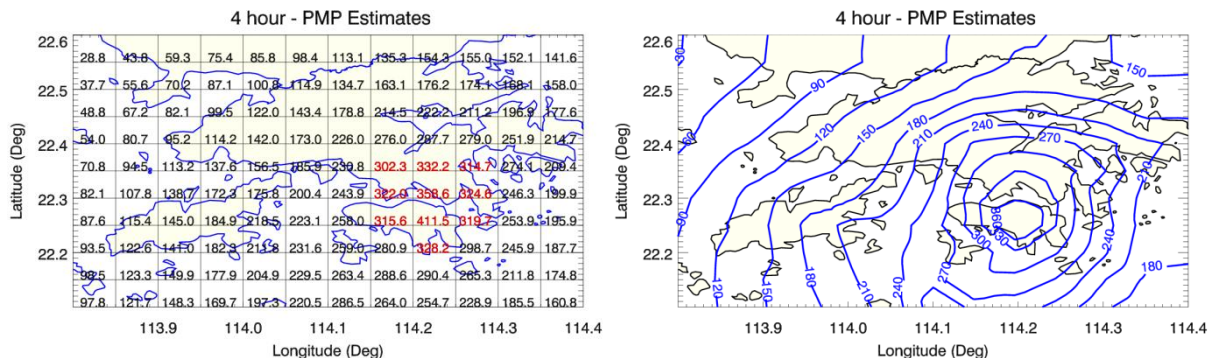 4 hour - PMP Estimates
22.6
28.8 43.8 59.3 75.4 85.8 98.4 113.1 135.3 154.3 155.0 152.1 141.6
22.5
37.7 55.6 70.2 87.1 100.8 114.9 134.7 163.1 176.2 174.1 168.1 158.0
48.8 67.2 82.1 99.5 122.0 143.4 178.8 214.5 222.2 211.2 196.9 177.6
22.4
80.7 95.2 114.2 142.0 173.0 226.0 276.0 287.7 251.9 214.7
70.8 94.5 113.2 137.6 156.5 185.9 239.8 302.3 332.2 314.7 274.1 209.4
22.3
82.1 107.8 138.7 172.3 175.8 200.4 243.9 322.0 358.6 324.6 246.3 199.9
87.6 115.4 145.0 184.9 218.5 223.1 258.0 315.6 411.5 319.7 253.9 195.9
22.2
93.5 122.6 141.0 182.3 213.8 231.6 259.0 280.9 328.2 298.7 245.9 187.7
98.5 123.3 149.9 177.9 204.9 229.5 263.4 288.6 290.4 265.3 211.8 174.8
97.8 121.7 148.3 169.7 197.3 220.5 286.5 264.0 254.7 228.9 185.5 160.8
113.9 114.0 114.1 114.2 114.3 114.4
Longitude (Deg)
Latitude (Deg)
4 hour - PMP Estimates
22.6
22.5
22.4
22.3
22.2
Latitude (Deg)
30
90
150
60
120
150
180
210
240
270
90
270
360
330
300
240
270
180
120
150
180
210
240
113.9 114.0 114.1 114.2 114.3 114.4
Longitude (Deg)